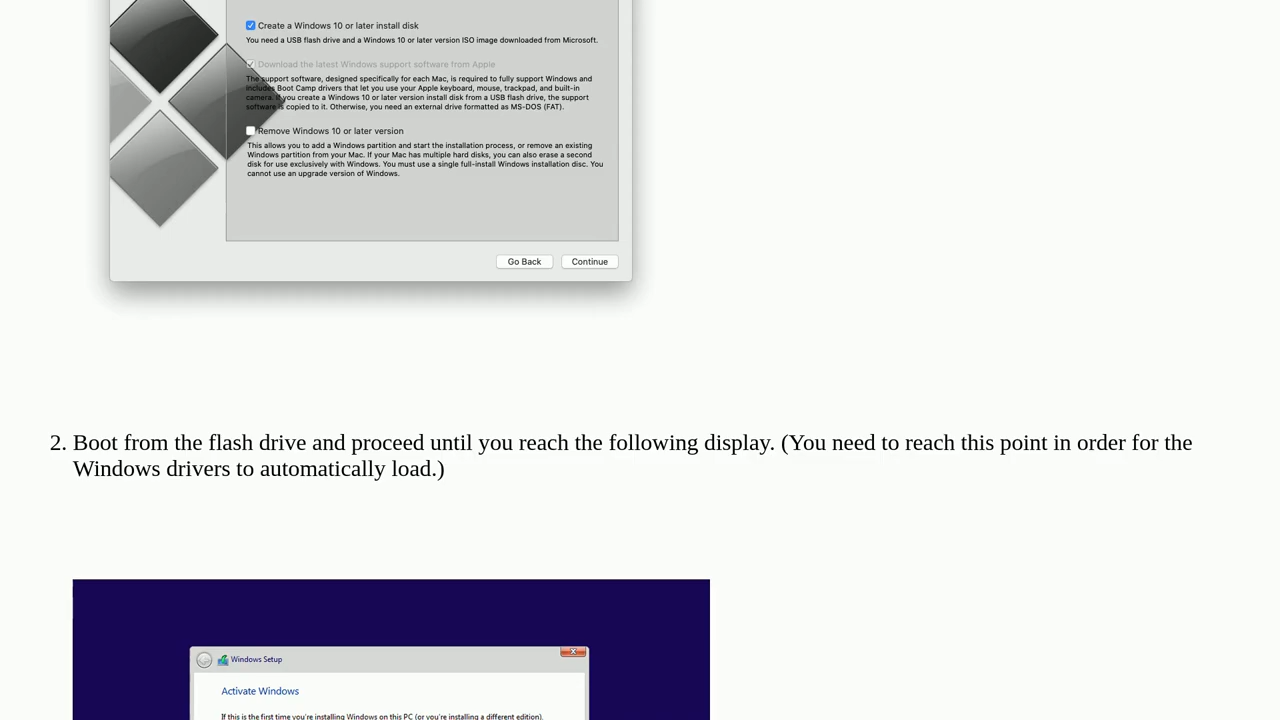 Create a Windows 10 or later install disk
You need a USB flash drive and a Windows 10 or later version ISO image downloaded from Microsoft.
Download the latest Windows support software from Apple
The support software, designed specifically for each Mac, is required to fully support Windows and
includes Boot Camp drivers that let you use your Apple keyboard, mouse, trackpad, and built-in
camera. If you create a Windows 10 or later version install disk from a USB flash drive, the support
software is copied to it. Otherwise, you need an external drive formatted as MS-DOS (FAT).
Remove Windows 10 or later version
This allows you to add a Windows partition and start the installation process, or remove an existing
Windows partition from your Mac. If your Mac has multiple hard disks, you can also erase a second
disk for use exclusively with Windows. You must use a single full-install Windows installation disc. You
cannot use an upgrade version of Windows.
Go Back Continue
2. Boot from the flash drive and proceed until you reach the following display. (You need to reach this point in order for the
Windows drivers to automatically load.)
Windows Setup
Activate Windows
If this is the first time you're installing Windows on this PC (or you're installing a different edition),